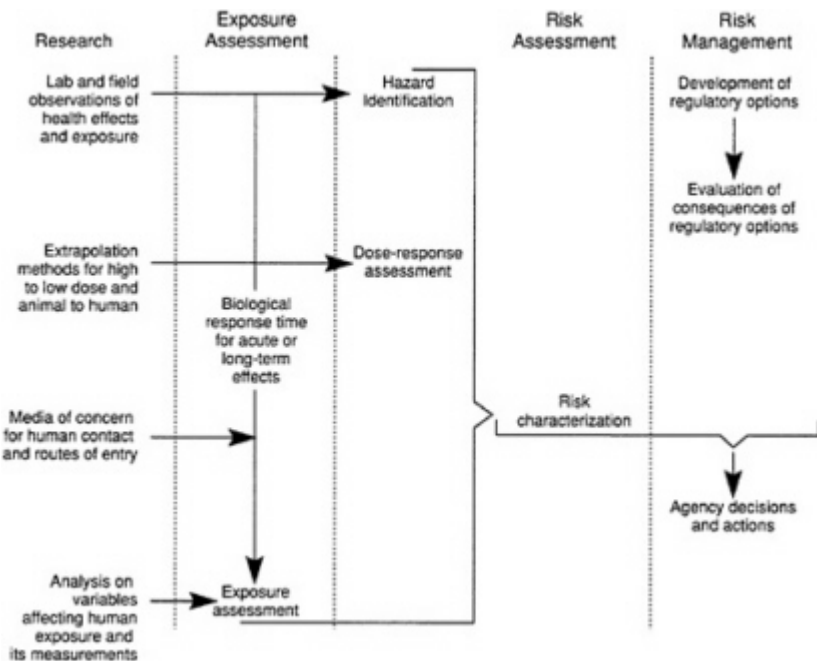 Research
Exposure
Assessment
Risk
Assessment
Risk
Management
Lab and field
observations of
health effects
and exposure
Hazard
Identification
Development of
regulatory options
Evaluation of
consequences of
regulatory options
Extrapolation
methods for high
to low dose and
animal to human
Dose-response
assessment
Biological
response time
for acute or
long-term
effects
Media of concern
for human contact
and routes of entry
Risk
characterization
Agency decisions
and actions
Analysis on
variables
affecting human
exposure and
its measurements
Exposure
assessment